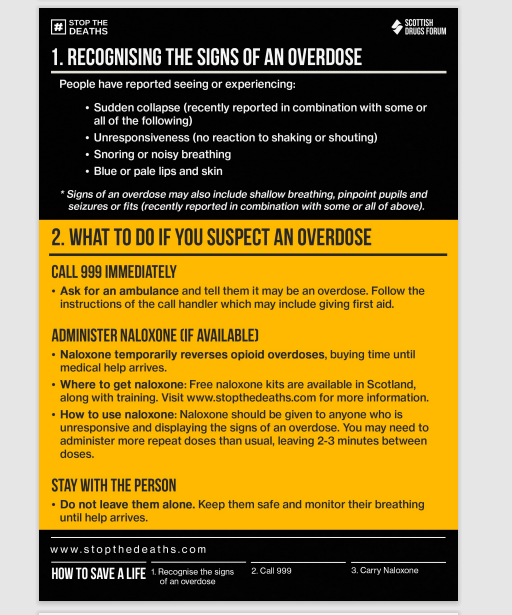 # STOP THE
DEATHS
SCOTTISH
DRUGS FORUM
1. RECOGNISING THE SIGNS OF AN OVERDOSE
People have reported seeing or experiencing:
• Sudden collapse (recently reported in combination with some or
all of the following)
• Unresponsiveness (no reaction to shaking or shouting)
• Snoring or noisy breathing
• Blue or pale lips and skin
* Signs of an overdose may also include shallow breathing, pinpoint pupils and
seizures or fits (recently reported in combination with some or all of above).
2. WHAT TO DO IF YOU SUSPECT AN OVERDOSE
CALL 999 IMMEDIATELY
• Ask for an ambulance and tell them it may be an overdose. Follow the
instructions of the call handler which may include giving first aid.
ADMINISTER NALOXONE (IF AVAILABLE)
• Naloxone temporarily reverses opioid overdoses, buying time until
medical help arrives.
• Where to get naloxone: Free naloxone kits are available in Scotland,
along with training. Visit www.stopthedeaths.com for more information.
• How to use naloxone: Naloxone should be given to anyone who is
unresponsive and displaying the signs of an overdose. You may need to
administer more repeat doses than usual, leaving 2-3 minutes between
doses.
STAY WITH THE PERSON
• Do not leave them alone. Keep them safe and monitor their breathing
until help arrives.
www.stopthedeaths.com
HOW TO SAVE A LIFE
1. Recognise the signs
of an overdose
2. Call 999
3. Carry Naloxone